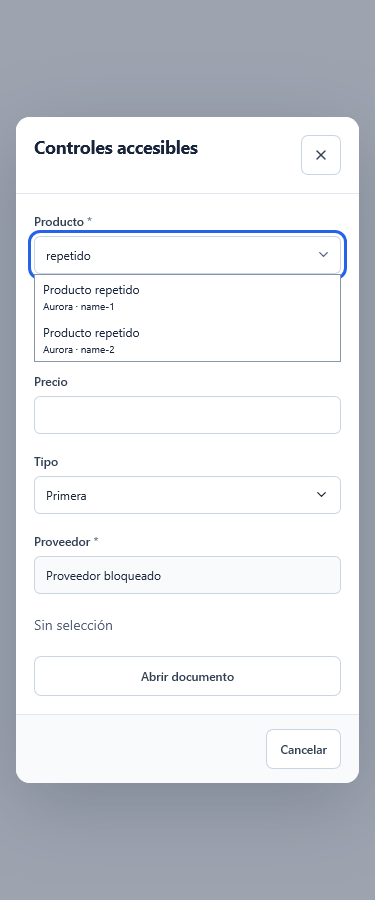 Controles accesibles
Producto *
repetido
Producto repetido
Aurora · name-1
Producto repetido
Aurora · name-2
Precio
Tipo
Primera
Proveedor *
Proveedor bloqueado
Sin selección
Abrir documento
Cancelar